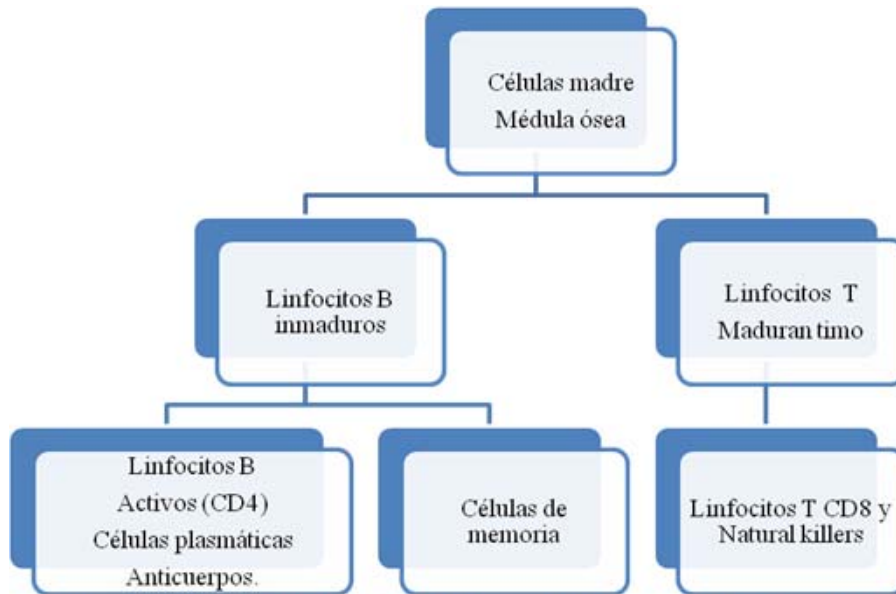 Células madre
Médula ósea
Linfocitos B
inmaduros
Linfocitos T
Maduran timo
Linfocitos B
Activos (CD4)
Células plasmáticas
Anticuerpos.
Células de
memoria
Linfocitos T CD8 y
Natural killers